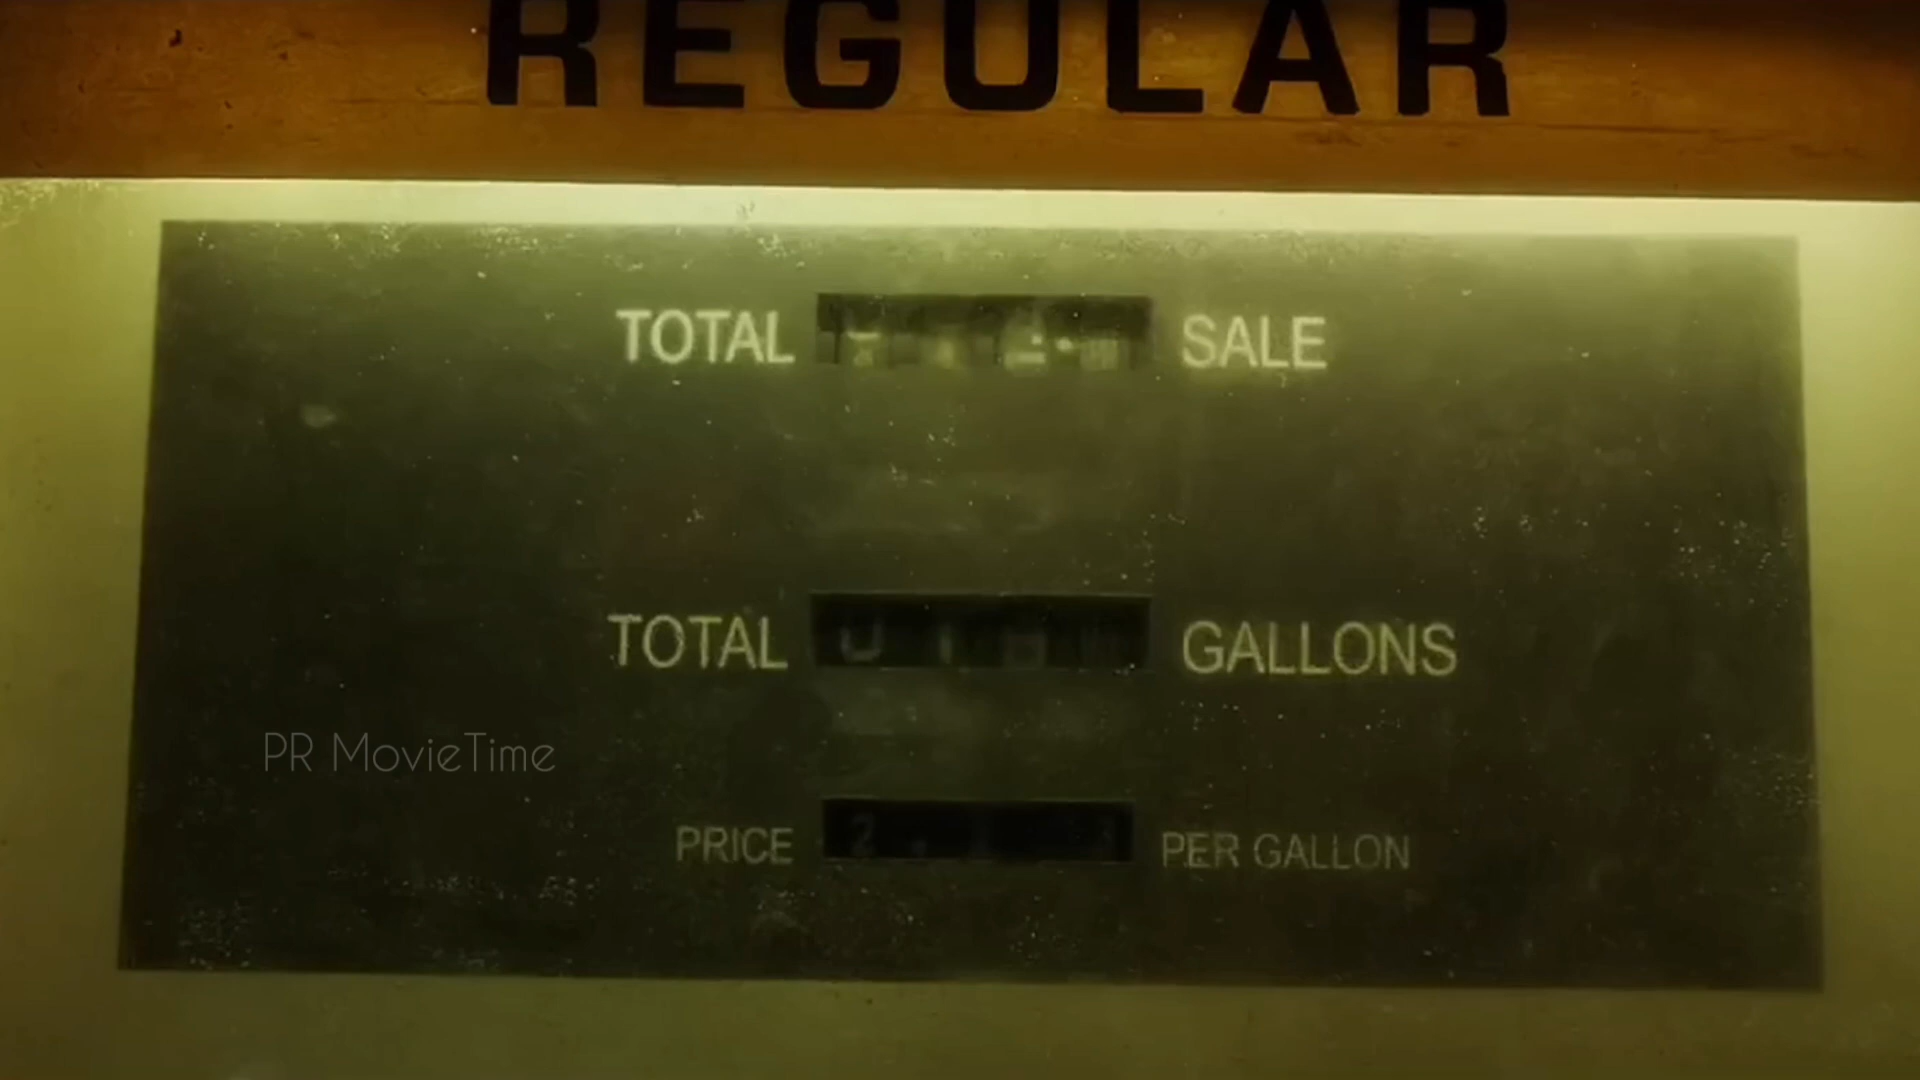 REGULAR
TOTAL SALE
TOTAL GALLONS
PR MovieTime
PRICE PER GALLON